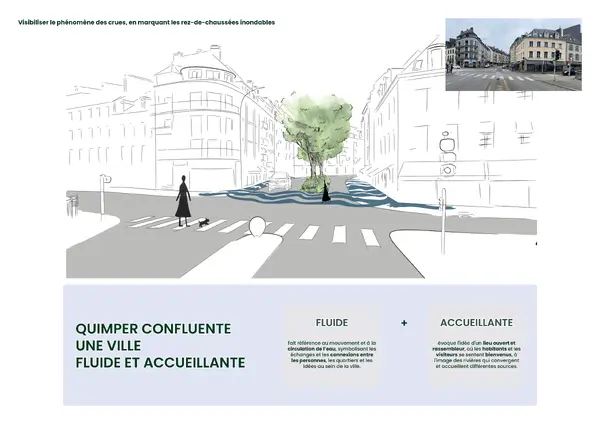 Visibiliser le phénomène des crues, en marquant les rez-de-chaussées inondables
QUIMPER CONFLUENTE
UNE VILLE
FLUIDE ET ACCUEILLANTE
FLUIDE
fait référence au mouvement et à la
circulation de l'eau, symbolisant les
échanges et les connexions entre
les personnes, les quartiers et les
idées au sein de la ville.
+
ACCUEILLANTE
évoque l'idée d'un lieu ouvert et
rassembleur, où les habitants et les
visiteurs se sentent bienvenus, à
l'image des rivières qui convergent
et accueillent différentes sources.